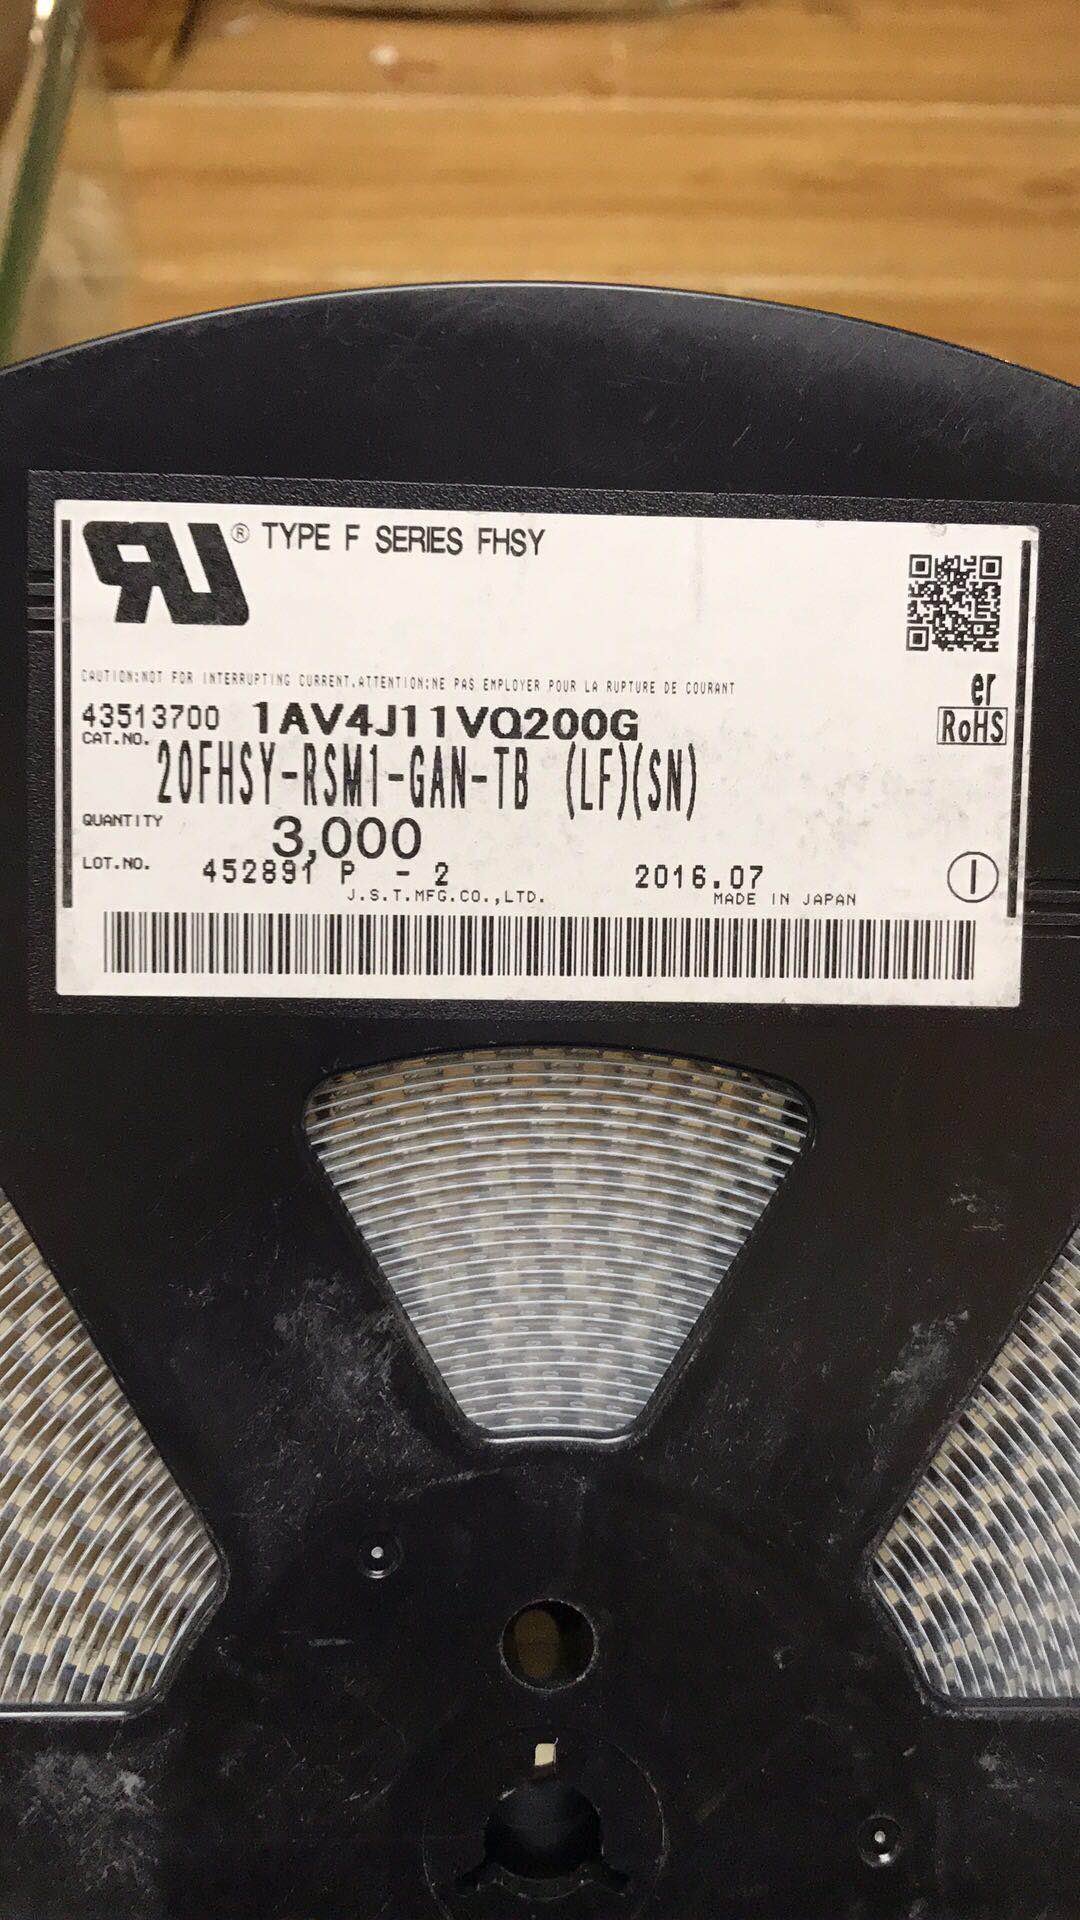 ® TYPE F SERIES FHSY
CAUTION:NOT FOR INTERRUPTING CURRENT.ATTENTION:NE PAS EMPLOYER POUR LA RUPTURE DE COURANT
er
RoHS
43513700 1AV4J11VQ200G
CAT.NO. 20FHSY-RSM1-GAN-TB (LF)(SN)
QUANTITY 3,000
LOT.NO. 452891 P - 2 2016.07
J.S.T.MFG.CO.,LTD. MADE IN JAPAN